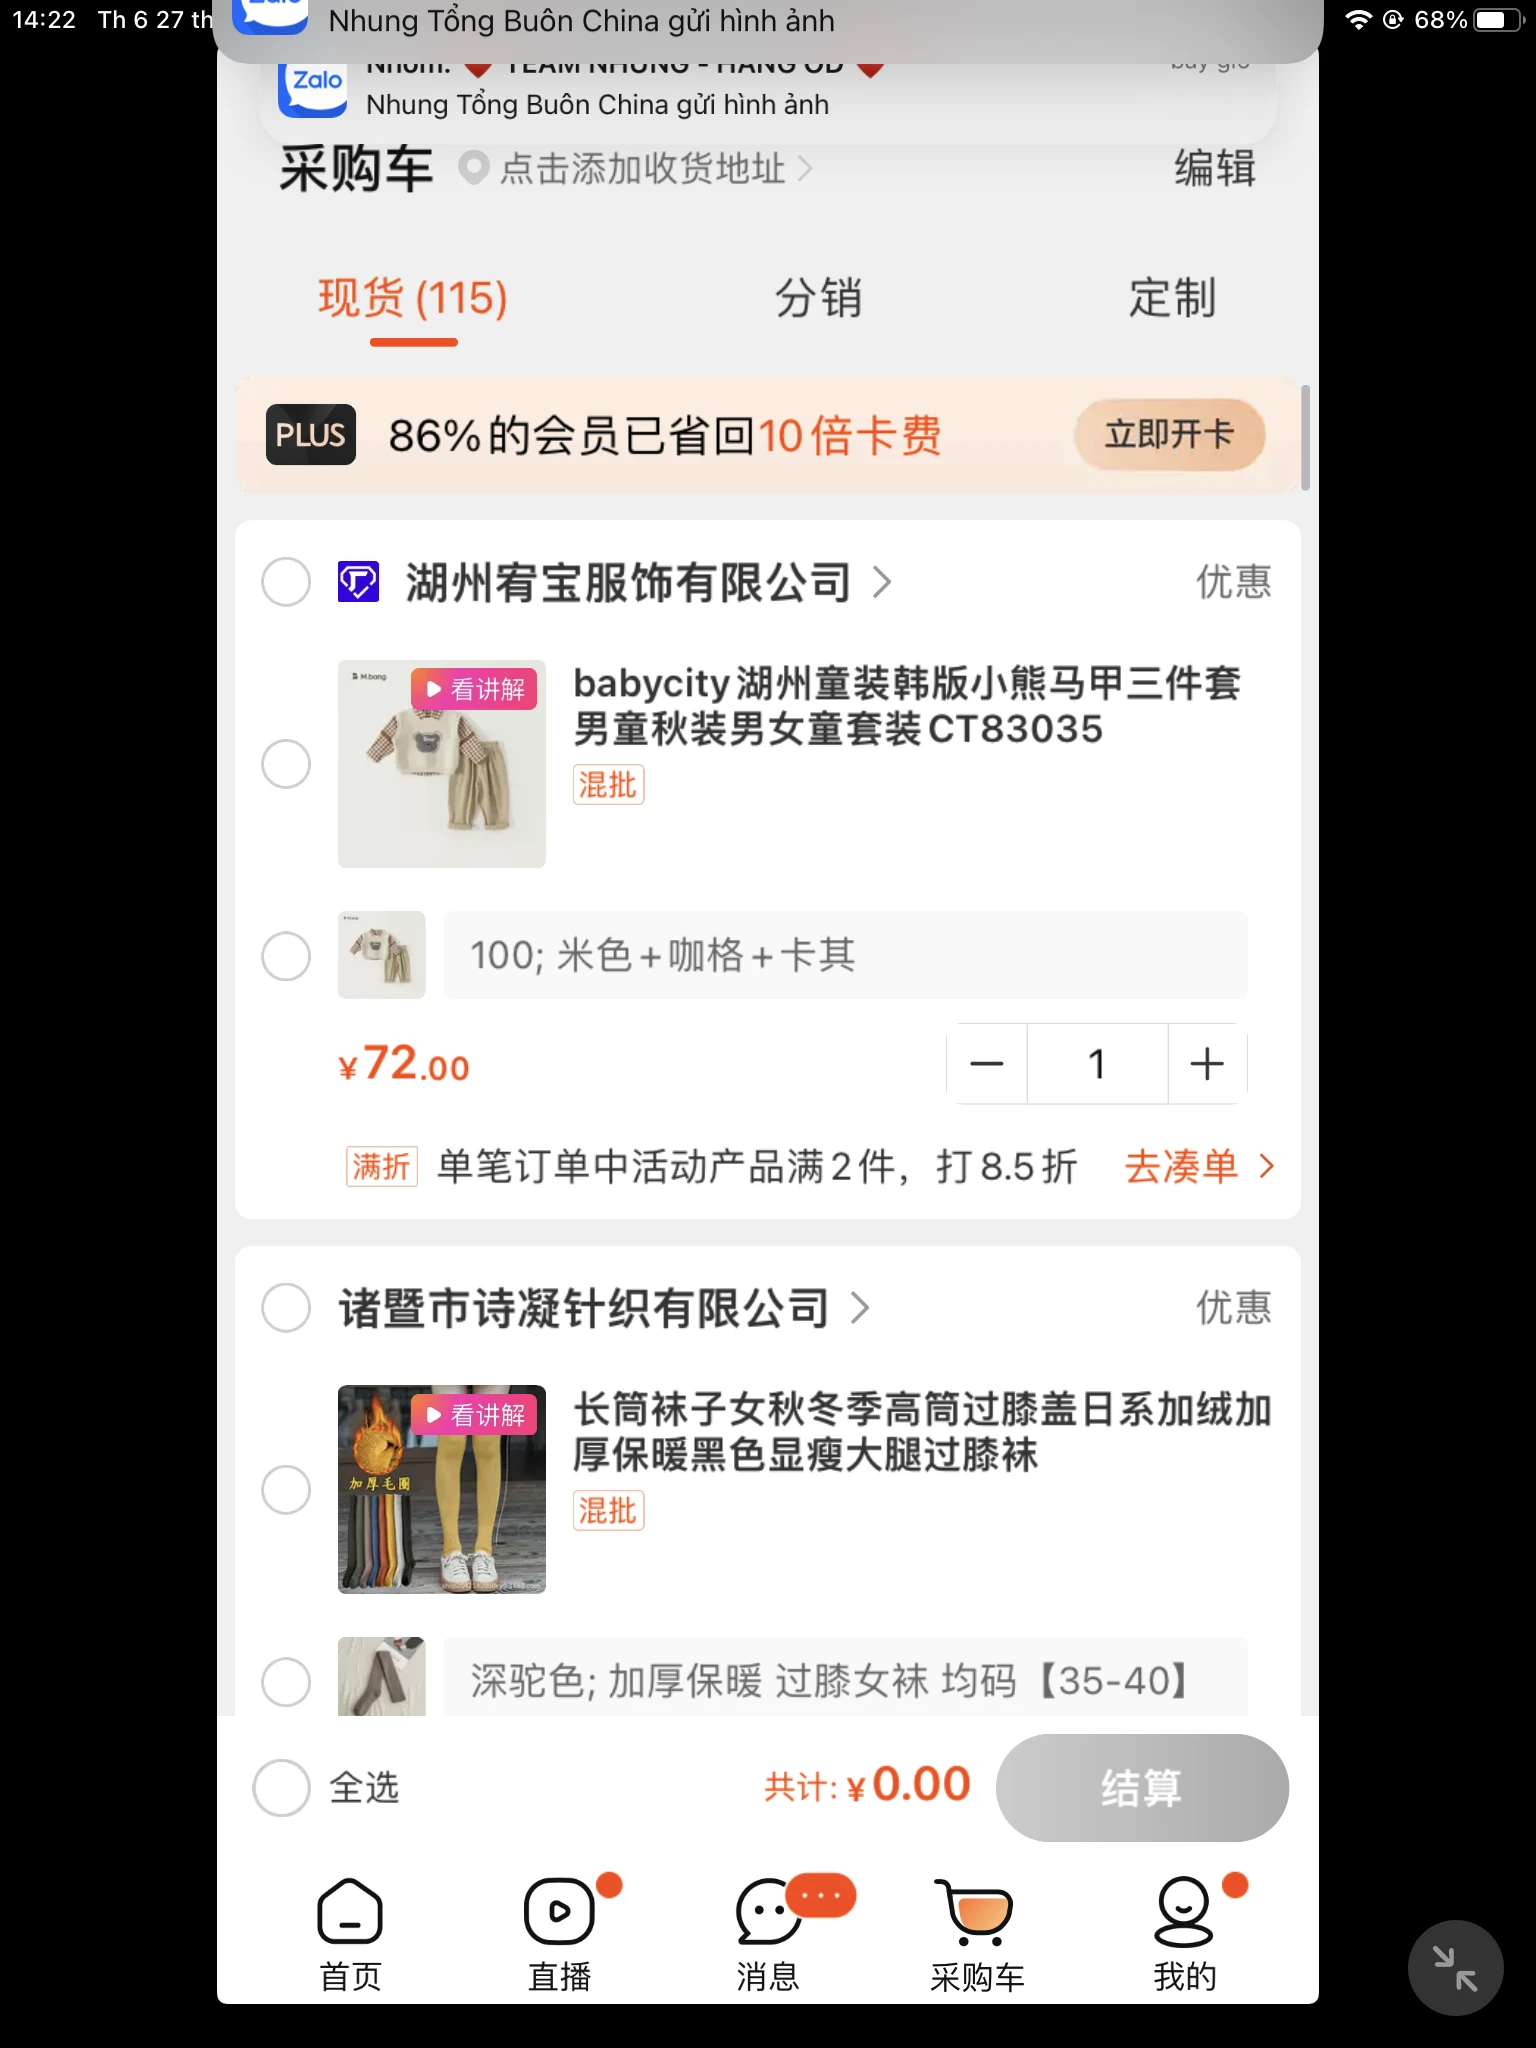 14:22 Th 6 27 th
68%
Nhung Tổng Buôn China gửi hình ảnh
Zalo
Nhóm: ❤️ TEAM NHUNG - HÀNG OD ❤️
bây giờ
Nhung Tổng Buôn China gửi hình ảnh
采购车
点击添加收货地址
编辑
现货(115)
分销
定制
PLUS
86%的会员已省回10倍卡费
立即开卡
湖州宥宝服饰有限公司
优惠
M.bang
看讲解
babycity湖州童装韩版小熊马甲三件套
男童秋装男女童套装CT83035
混批
100; 米色+咖格+卡其
¥72.00
1
满折
单笔订单中活动产品满2件，打8.5折
去凑单
诸暨市诗凝针织有限公司
优惠
看讲解
加厚毛圈
长筒袜子女秋冬季高筒过膝盖日系加绒加
厚保暖黑色显瘦大腿过膝袜
混批
深驼色; 加厚保暖 过膝女袜 均码【35-40】
全选
共计: ¥0.00
结算
首页
直播
消息
采购车
我的